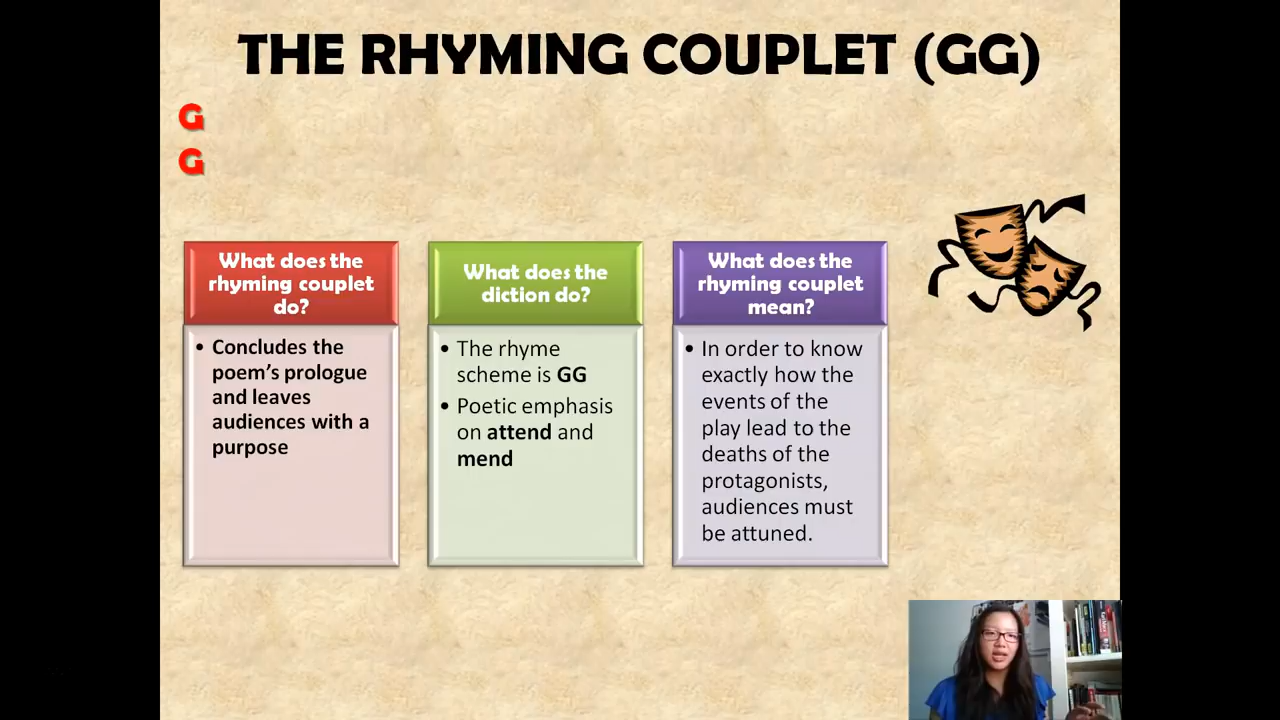 THE RHYMING COUPLET (GG)
G
G
What does the
rhyming couplet
do?
• Concludes the
poem's prologue
and leaves
audiences with a
purpose
What does the
diction do?
• The rhyme
scheme is GG
• Poetic emphasis
on attend and
mend
What does the
rhyming couplet
mean?
• In order to know
exactly how the
events of the
play lead to the
deaths of the
protagonists,
audiences must
be attuned.